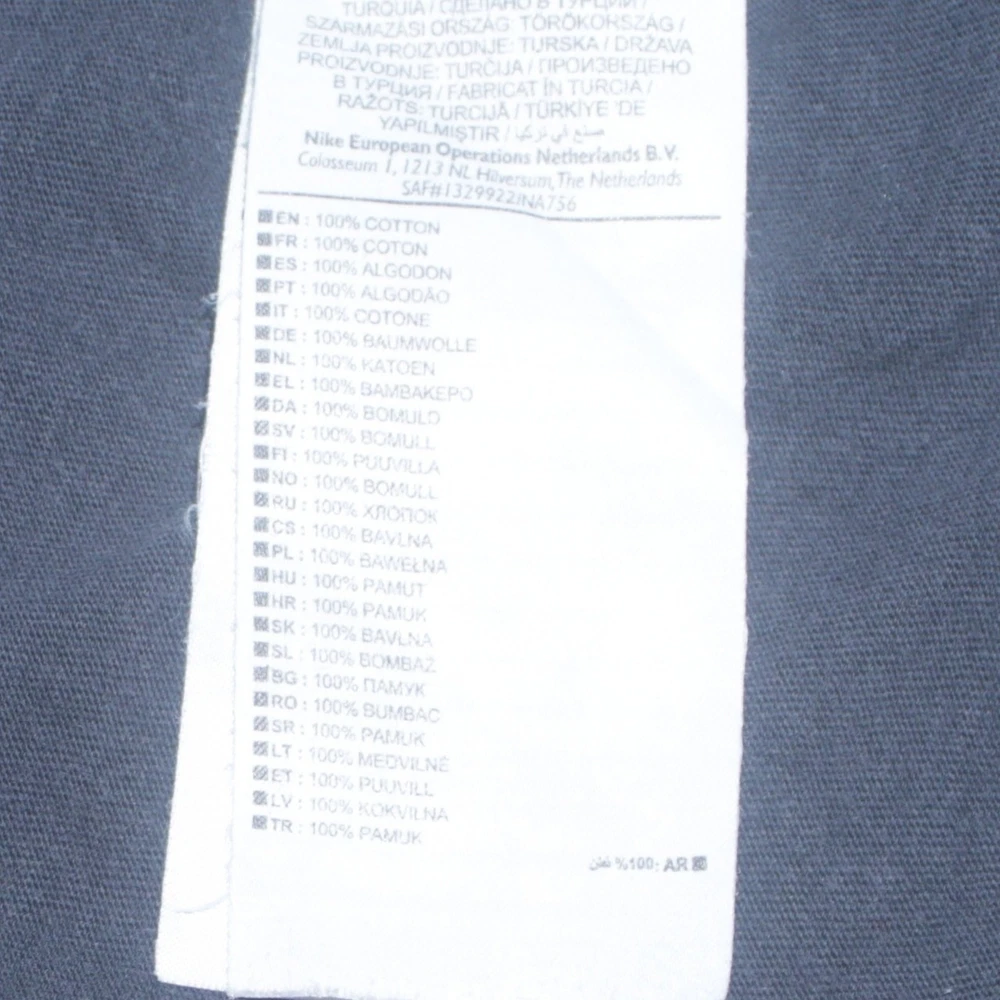 TURQUIA / СДЕЛАНО В ТУРЦИИ /
SZÁRMAZÁSI ORSZÁG: TÖRÖKORSZÁG /
ZEMLJA PROIZVODNJE: TURSKA / DRŽAVA
PROIZVODNJE: TURČIJA / ПРОИЗВЕДЕНО
В ТУРЦИЯ / FABRICAT ÎN TURCIA /
RAŽOTS: TURCIJĀ / TÜRKİYE 'DE
YAPILMIŞTIR / صنع في تركيا
Nike European Operations Netherlands B.V.
Colosseum 1, 1213 NL Hilversum, The Netherlands
SAF#1329922/NA756
EN : 100% COTTON
FR : 100% COTON
ES : 100% ALGODON
PT : 100% ALGODÃO
IT : 100% COTONE
DE : 100% BAUMWOLLE
NL : 100% KATOEN
EL : 100% ΒΑΜΒΑΚΕΡΟ
DA : 100% BOMULD
SV : 100% BOMULL
FI : 100% PUUVILLA
NO : 100% BOMULL
RU : 100% ХЛОПОК
CS : 100% BAVLNA
PL : 100% BAWEŁNA
HU : 100% PAMUT
HR : 100% PAMUK
SK : 100% BAVLNA
SL : 100% BOMBAŽ
BG : 100% ПАМУК
RO : 100% BUMBAC
SR : 100% PAMUK
LT : 100% MEDVILNĖ
ET : 100% PUUVILL
LV : 100% KOKVILNA
TR : 100% PAMUK
AR :100% قطن